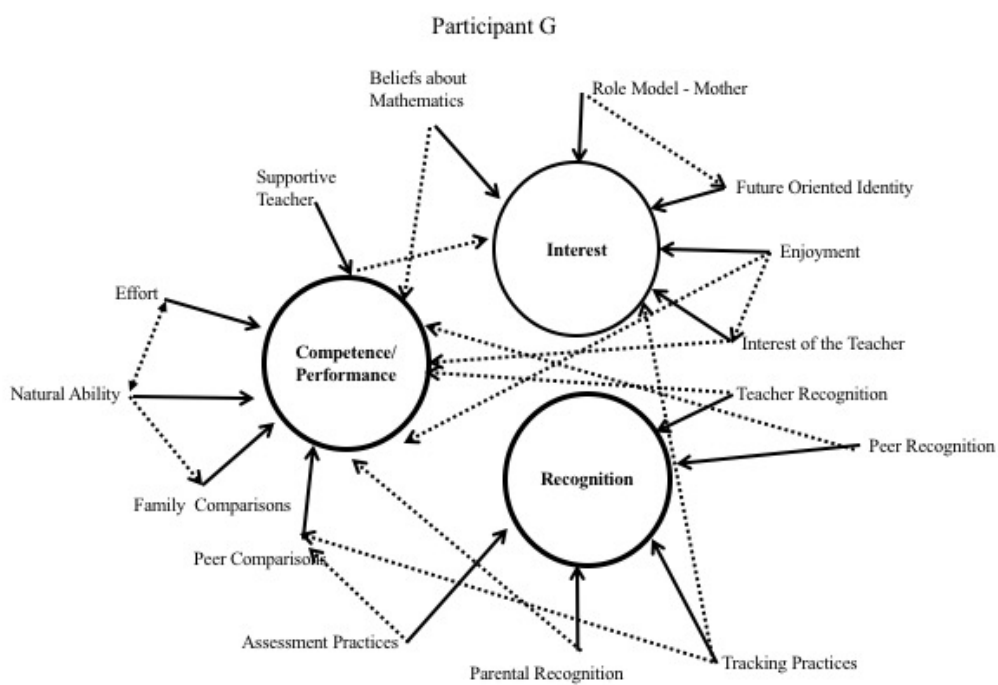 Participant G
Beliefs about
Mathematics
Role Model - Mother
Supportive
Teacher
Future Oriented Identity
Interest
Enjoyment
Effort
Competence/
Performance
Interest of the Teacher
Natural Ability
Teacher Recognition
Peer Recognition
Recognition
Family Comparisons
Peer Comparisons
Assessment Practices
Parental Recognition
Tracking Practices